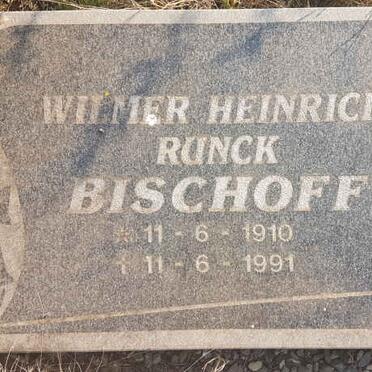 WILMER HEINRICH
RUNCK
BISCHOFF
* 11 - 6 - 1910
† 11 - 6 - 1991